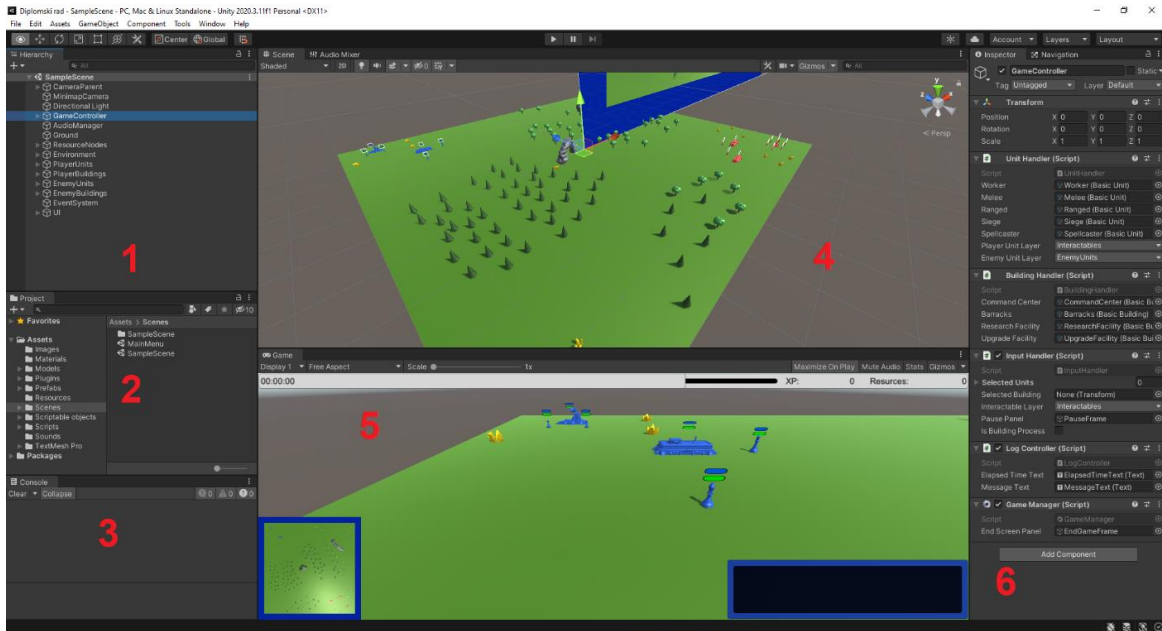 Diplomski rad - SampleScene - PC, Mac & Linux Standalone - Unity 2020.3.11f1 Personal <DX11>
File Edit Assets GameObject Component Tools Window Help
Center Global
Account Layers Layout
Hierarchy
All
SampleScene
CameraParent
MinimapCamera
Directional Light
GameController
AudioManager
Ground
ResourceNodes
Environment
PlayerUnits
PlayerBuildings
EnemyUnits
EnemyBuildings
EventSystem
UI
1
Project
10
Favorites
Assets
Images
Materials
Models
Plugins
Prefabs
Resources
Scenes
Scriptable objects
Scripts
Sounds
TextMesh Pro
Packages
Assets > Scenes
SampleScene
MainMenu
SampleScene
2
Console
Clear Collapse 0 0 0
3
Scene Audio Mixer
Shaded 2D 0 Gizmos All
y
z x
< Persp
4
Game
Display 1 Free Aspect Scale 1x Maximize On Play Mute Audio Stats Gizmos
00:00:00 XP: 0 Resurces: 0
5
Inspector Navigation
GameController Static
Tag Untagged Layer Default
Transform
Position X 0 Y 0 Z 0
Rotation X 0 Y 0 Z 0
Scale X 1 Y 1 Z 1
Unit Handler (Script)
Script UnitHandler
Worker Worker (Basic Unit)
Melee Melee (Basic Unit)
Ranged Ranged (Basic Unit)
Siege Siege (Basic Unit)
Spellcaster Spellcaster (Basic Unit)
Player Unit Layer Interactables
Enemy Unit Layer EnemyUnits
Building Handler (Script)
Script BuildingHandler
Command Center CommandCenter (Basic Bu
Barracks Barracks (Basic Building)
Research Facility ResearchFacility (Basic Bu
Upgrade Facility UpgradeFacility (Basic Buil
Input Handler (Script)
Script InputHandler
Selected Units 0
Selected Building None (Transform)
Interactable Layer Interactables
Pause Panel PauseFrame
Is Building Process
Log Controller (Script)
Script LogController
Elapsed Time Text ElapsedTimeText (Text)
Message Text MessageText (Text)
Game Manager (Script)
Script GameManager
End Screen Panel EndGameFrame
Add Component
6